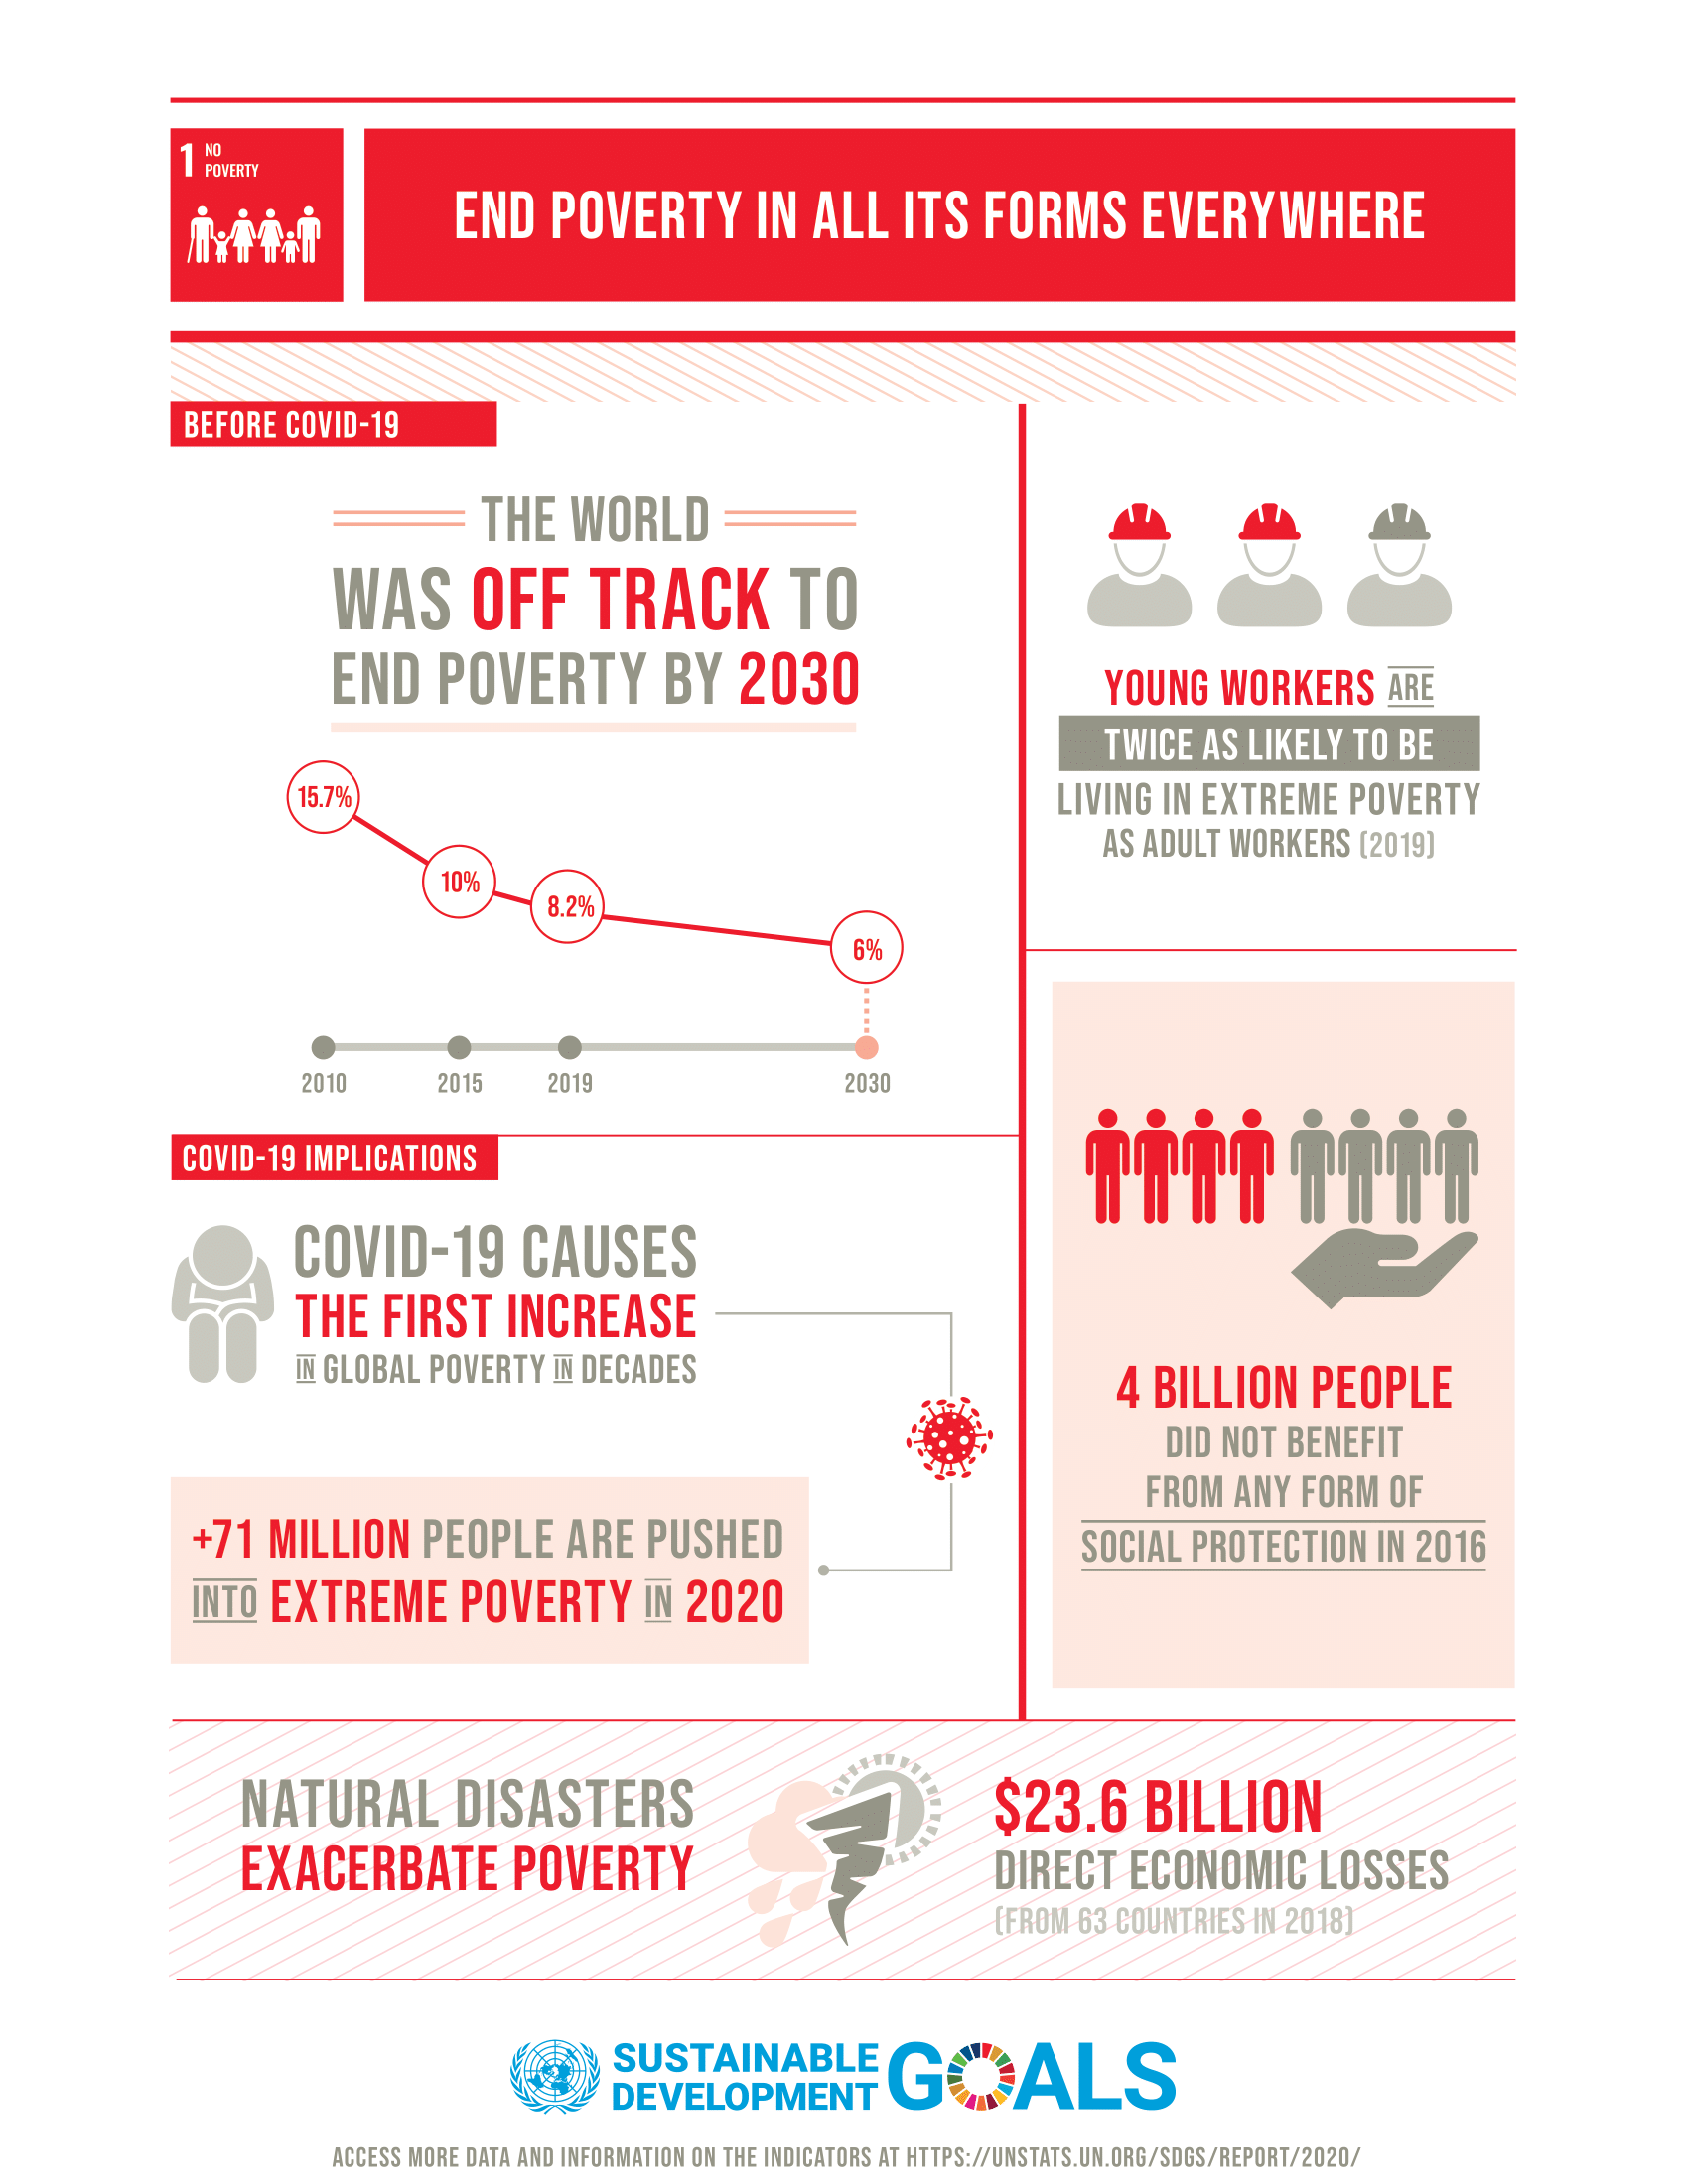 1 NO
POVERTY
END POVERTY IN ALL ITS FORMS EVERYWHERE
BEFORE COVID-19
THE WORLD
WAS OFF TRACK TO
END POVERTY BY 2030
15.7%
10%
8.2%
6%
2010 2015 2019 2030
YOUNG WORKERS ARE
TWICE AS LIKELY TO BE
LIVING IN EXTREME POVERTY
AS ADULT WORKERS (2019)
COVID-19 IMPLICATIONS
COVID-19 CAUSES
THE FIRST INCREASE
IN GLOBAL POVERTY IN DECADES
+71 MILLION PEOPLE ARE PUSHED
INTO EXTREME POVERTY IN 2020
4 BILLION PEOPLE
DID NOT BENEFIT
FROM ANY FORM OF
SOCIAL PROTECTION IN 2016
NATURAL DISASTERS
EXACERBATE POVERTY
$23.6 BILLION
DIRECT ECONOMIC LOSSES
(FROM 63 COUNTRIES IN 2018)
SUSTAINABLE
DEVELOPMENT GOALS
ACCESS MORE DATA AND INFORMATION ON THE INDICATORS AT HTTPS://UNSTATS.UN.ORG/SDGS/REPORT/2020/